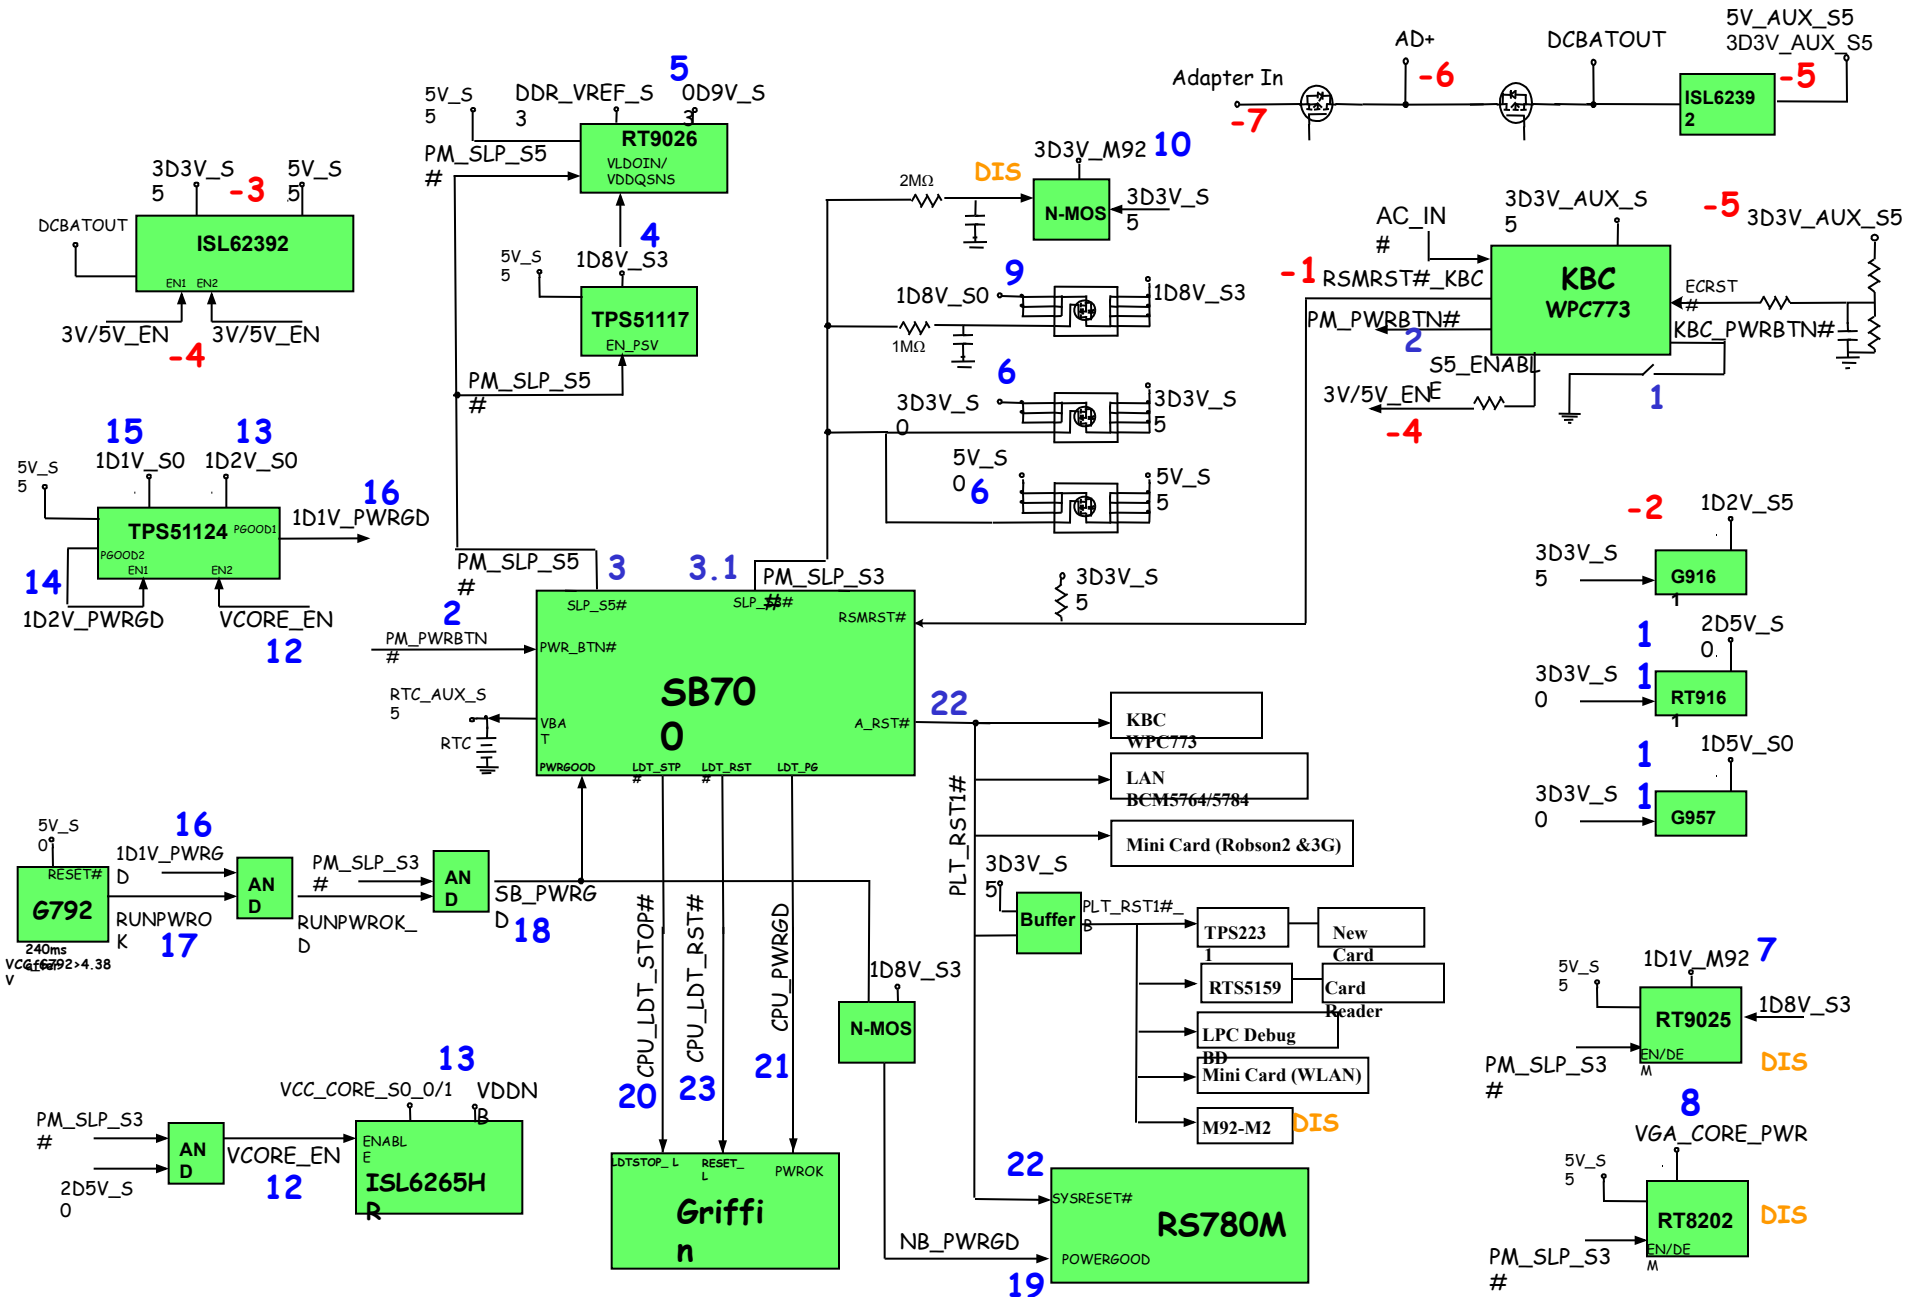 Adapter In
-7
AD+
-6
DCBATOUT
5V_AUX_S5
3D3V_AUX_S5
-5
ISL6239
2
5
5V_S
5
DDR_VREF_S
3
0D9V_S
3
RT9026
VLDOIN/
VDDQSNS
PM_SLP_S5
#
4
5V_S
5
1D8V_S3
TPS51117
EN_PSV
PM_SLP_S5
#
3D3V_S
5
-3
5V_S
5
DCBATOUT
ISL62392
EN1
EN2
3V/5V_EN
3V/5V_EN
-4
3D3V_M92
10
DIS
2MΩ
N-MOS
3D3V_S
5
9
1D8V_S0
1D8V_S3
1MΩ
6
3D3V_S
0
3D3V_S
5
5V_S
0
6
5V_S
5
3D3V_AUX_S
5
-5
3D3V_AUX_S5
AC_IN
#
-1
RSMRST#_KBC
KBC
WPC773
ECRST
#
PM_PWRBTN#
2
KBC_PWRBTN#
S5_ENABL
E
3V/5V_EN
-4
1
15
13
1D1V_S0
1D2V_S0
5V_S
5
16
1D1V_PWRGD
TPS51124
PGOOD1
PGOOD2
EN1
EN2
14
1D2V_PWRGD
VCORE_EN
12
PM_SLP_S5
#
3
3.1
PM_SLP_S3
#
3D3V_S
5
SLP_S5#
SLP_S3#
RSMRST#
2
PM_PWRBTN
#
PWR_BTN#
SB70
0
RTC_AUX_S
5
VBA
T
RTC
A_RST#
22
PWRGOOD
LDT_STP
#
LDT_RST
#
LDT_PG
KBC
WPC773
LAN
BCM5764/5784
Mini Card (Robson2 &3G)
PLT_RST1#
3D3V_S
5
Buffer
PLT_RST1#_
B
TPS223
1
New
Card
RTS5159
Card
Reader
LPC Debug
BD
Mini Card (WLAN)
M92-M2
DIS
-2
1D2V_S5
3D3V_S
5
G916
1
1
1
2D5V_S
0
3D3V_S
0
RT916
1
1
1
1D5V_S0
3D3V_S
0
G957
5V_S
0
16
1D1V_PWRG
D
RESET#
G792
240ms
after
VCC_G792>4.38
V
RUNPWRO
K
17
AN
D
PM_SLP_S3
#
RUNPWROK_
D
AN
D
SB_PWRG
D
18
CPU_LDT_STOP#
CPU_LDT_RST#
CPU_PWRGD
20
23
21
1D8V_S3
N-MOS
7
1D1V_M92
5V_S
5
RT9025
1D8V_S3
PM_SLP_S3
#
EN/DE
M
DIS
8
VGA_CORE_PWR
5V_S
5
RT8202
DIS
PM_SLP_S3
#
EN/DE
M
13
VCC_CORE_S0_0/1
VDDN
B
PM_SLP_S3
#
AN
D
VCORE_EN
12
2D5V_S
0
ENABL
E
ISL6265H
R
LDTSTOP_L
RESET_
L
PWROK
Griffi
n
22
SYSRESET#
RS780M
NB_PWRGD
POWERGOOD
19